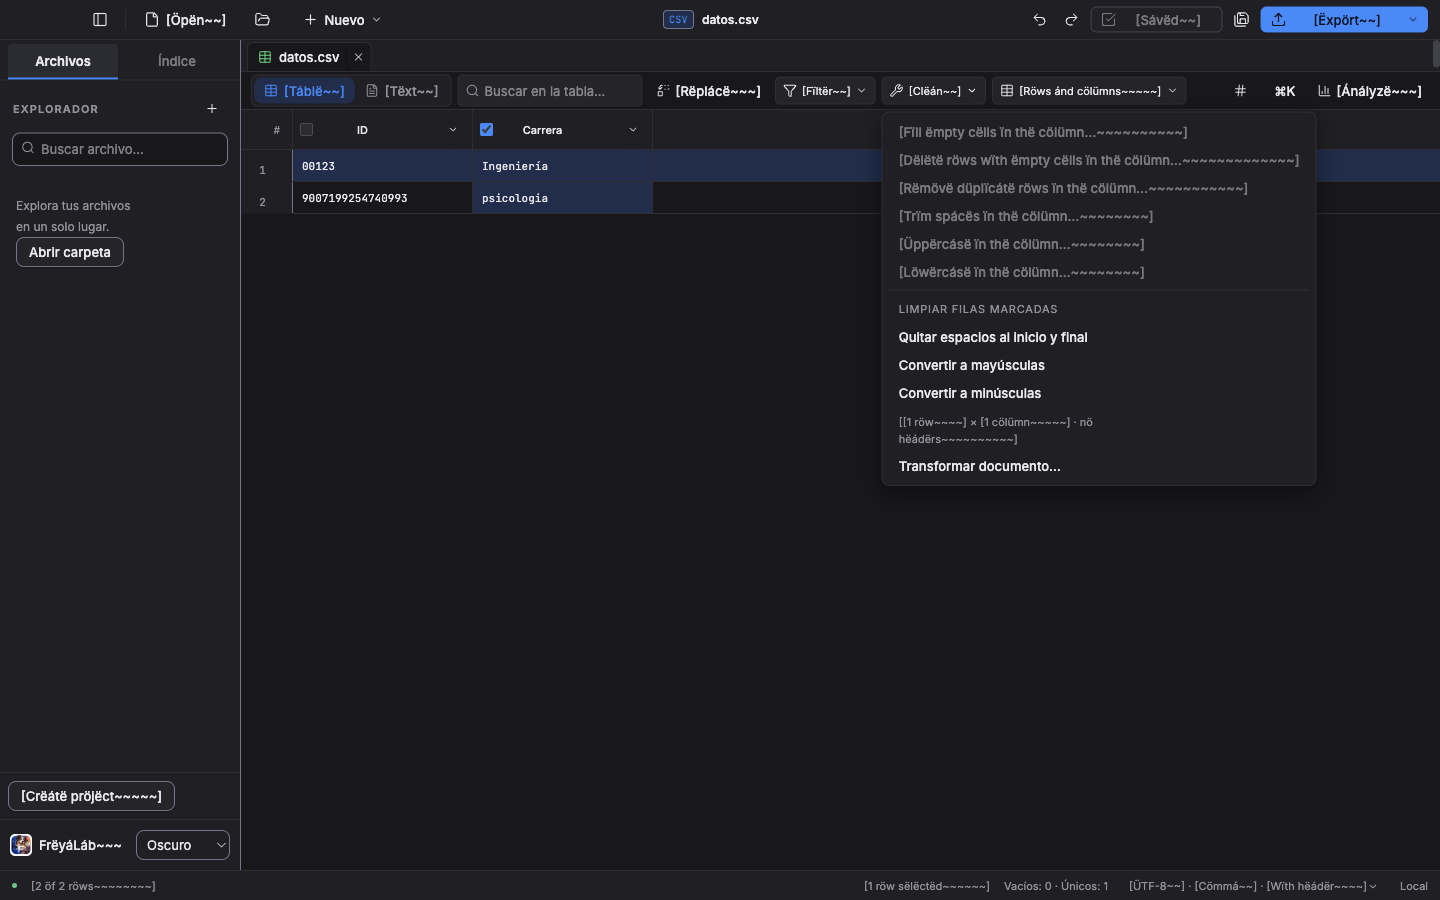 [Öpën~~]
Nuevo
CSV datos.csv
[Sávëd~~]
[Ëxpört~~]
Archivos
Índice
datos.csv
[Táblë~~]
[Tëxt~~]
Buscar en la tabla...
[Rëplácë~~~]
[Fïltër~~]
[Clëán~~]
[Röws ánd cölümns~~~~~]
#
⌘K
[Ánályzë~~~]
EXPLORADOR
Buscar archivo...
Explora tus archivos
en un solo lugar.
Abrir carpeta
# ID Carrera
1 00123 Ingeniería
2 9007199254740993 psicologia
[Fïll ëmpty cëlls ïn thë cölümn...~~~~~~~~~~]
[Dëlëtë röws wïth ëmpty cëlls ïn thë cölümn...~~~~~~~~~~~~~]
[Rëmövë düplïcátë röws ïn thë cölümn...~~~~~~~~~~~]
[Trïm spácës ïn thë cölümn...~~~~~~~~]
[Üppërcásë ïn thë cölümn...~~~~~~~~]
[Löwërcásë ïn thë cölümn...~~~~~~~~]
LIMPIAR FILAS MARCADAS
Quitar espacios al inicio y final
Convertir a mayúsculas
Convertir a minúsculas
[[1 röw~~~~] × [1 cölümn~~~~~] · nö
hëádërs~~~~~~~~~~]
Transformar documento...
[Crëátë pröjëct~~~~~]
FrëyáLáb~~~
Oscuro
[2 öf 2 röws~~~~~~~~]
[1 röw sëlëctëd~~~~~~]
Vacíos: 0 · Únicos: 1
[ÜTF-8~~] · [Cömmá~~] · [Wïth hëádër~~~~]
Local